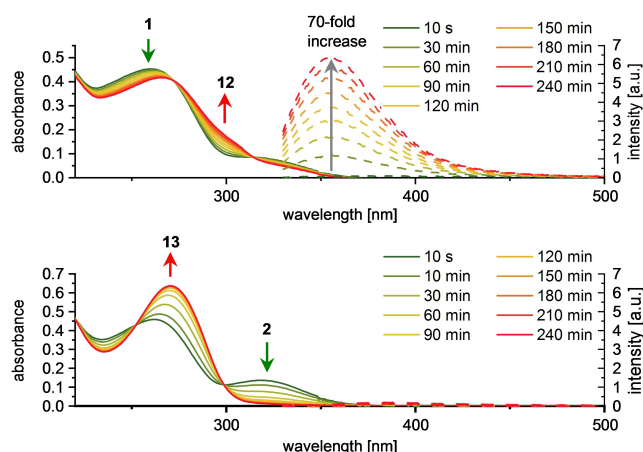 1
12
70-fold
increase
10 s
30 min
60 min
90 min
120 min
150 min
180 min
210 min
240 min
absorbance
0.5
0.4
0.3
0.2
0.1
0.0
7
6
5
4
3
2
1
0
intensity [a.u.]
300
400
500
wavelength [nm]
13
2
10 s
10 min
30 min
60 min
90 min
120 min
150 min
180 min
210 min
240 min
absorbance
0.7
0.6
0.5
0.4
0.3
0.2
0.1
0.0
7
6
5
4
3
2
1
0
intensity [a.u.]
300
400
500
wavelength [nm]